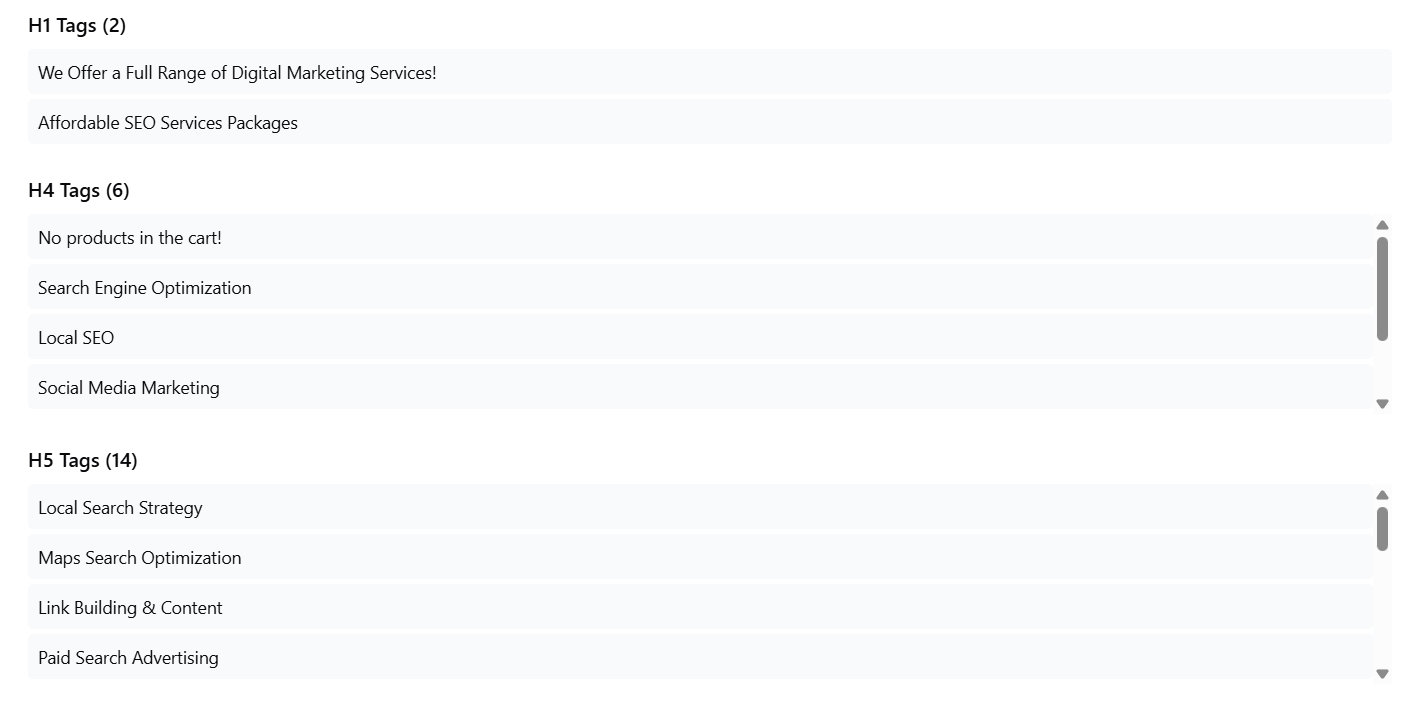 H1 Tags (2)
We Offer a Full Range of Digital Marketing Services!
Affordable SEO Services Packages
H4 Tags (6)
No products in the cart!
Search Engine Optimization
Local SEO
Social Media Marketing
H5 Tags (14)
Local Search Strategy
Maps Search Optimization
Link Building & Content
Paid Search Advertising